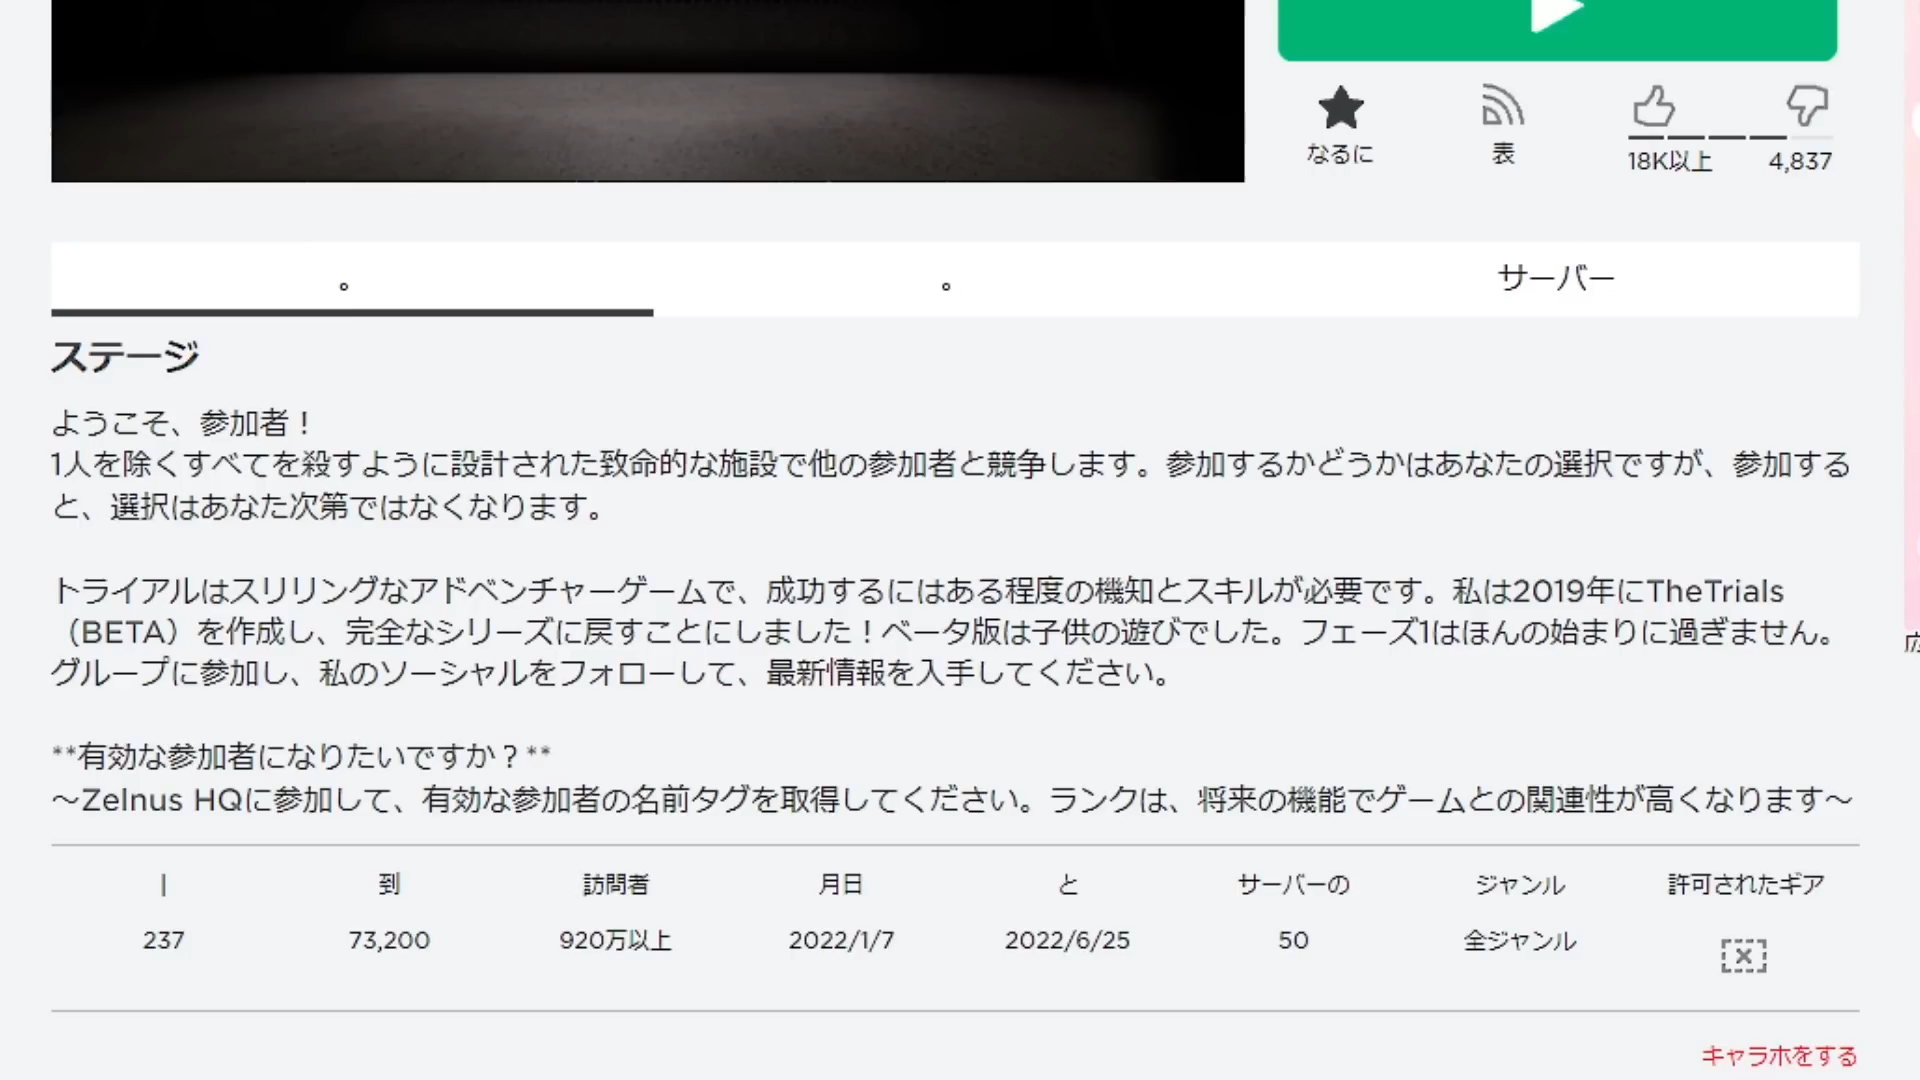 なるに
表
18K以上
4,837
。
。
サーバー
ステージ
ようこそ、参加者！
1人を除くすべてを殺すように設計された致命的な施設で他の参加者と競争します。参加するかどうかはあなたの選択ですが、参加する
と、選択はあなた次第ではなくなります。
トライアルはスリリングなアドベンチャーゲームで、成功するにはある程度の機知とスキルが必要です。私は2019年にTheTrials
（BETA）を作成し、完全なシリーズに戻すことにしました！ベータ版は子供の遊びでした。フェーズ1はほんの始まりに過ぎません。
グループに参加し、私のソーシャルをフォローして、最新情報を入手してください。
**有効な参加者になりたいですか？**
〜Zelnus HQに参加して、有効な参加者の名前タグを取得してください。ランクは、将来の機能でゲームとの関連性が高くなります〜
| 到 訪問者 月日 と サーバーの ジャンル 許可されたギア
237 73,200 920万以上 2022/1/7 2022/6/25 50 全ジャンル
キャラホをする